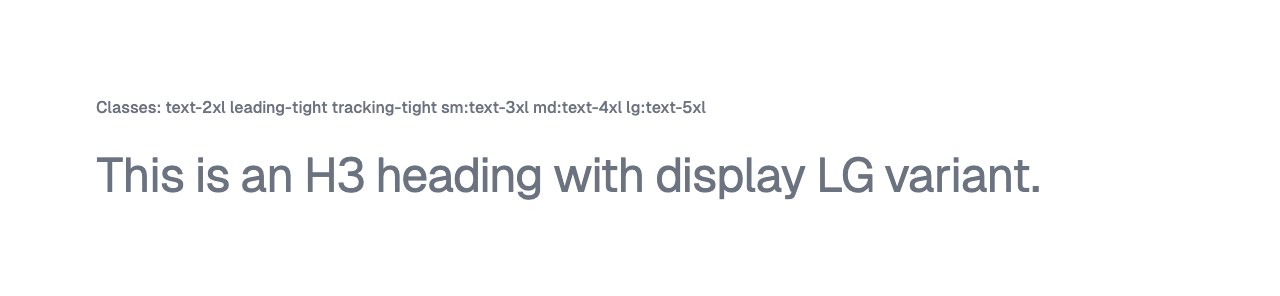 Classes: text-2xl leading-tight tracking-tight sm:text-3xl md:text-4xl lg:text-5xl
This is an H3 heading with display LG variant.